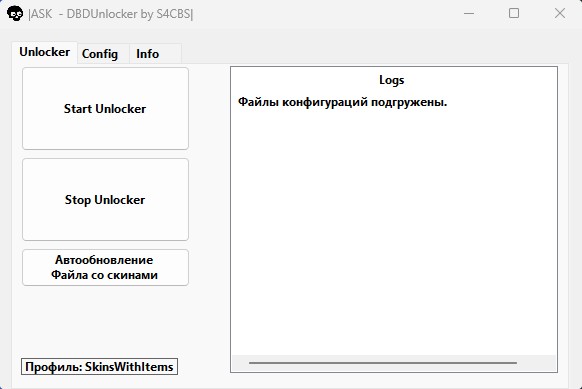 |ASK - DBDUnlocker by S4CBS|
Unlocker Config Info
Start Unlocker
Stop Unlocker
Автообновление
Файла со скинами
Профиль: SkinsWithItems
Logs
Файлы конфигураций подгружены.